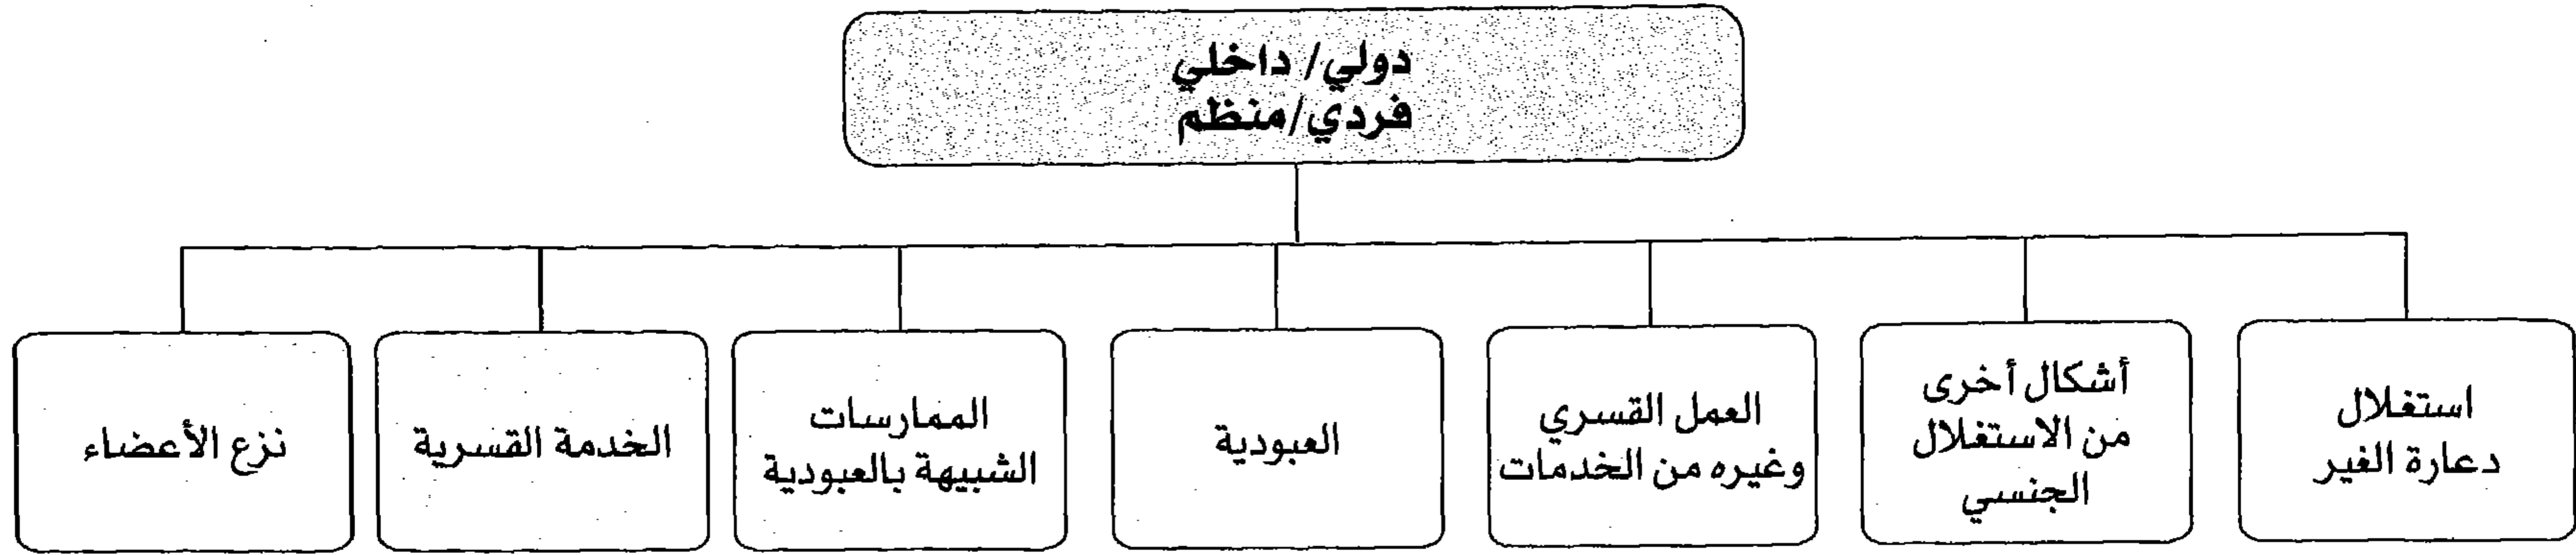 دولي/ داخلي
فردي/منظم
استغلال
دعارة الغير
أشكال أخرى
من الاستغلال
الجنسي
العمل القسري
وغيره من الخدمات
العبودية
الممارسات
الشبيهة بالعبودية
الخدمة القسرية
نزع الأعضاء